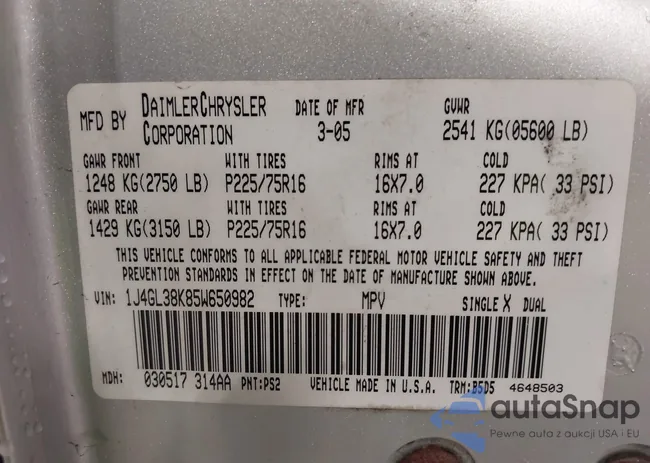 MFD BY DAIMLERCHRYSLER CORPORATION DATE OF MFR 3-05 GVWR 2541 KG(05600 LB)
GAWR FRONT WITH TIRES RIMS AT COLD
1248 KG(2750 LB) P225/75R16 16X7.0 227 KPA( 33 PSI)
GAWR REAR WITH TIRES RIMS AT COLD
1429 KG(3150 LB) P225/75R16 16X7.0 227 KPA( 33 PSI)
THIS VEHICLE CONFORMS TO ALL APPLICABLE FEDERAL MOTOR VEHICLE SAFETY AND THEFT
PREVENTION STANDARDS IN EFFECT ON THE DATE OF MANUFACTURE SHOWN ABOVE.
VIN: 1J4GL38K85W650982 TYPE: MPV SINGLE X DUAL
MDH: 030517 314AA PNT:PS2 VEHICLE MADE IN U.S.A. TRM:B5D5 4648503
autaSnap
Pewne auta z aukcji USA i EU